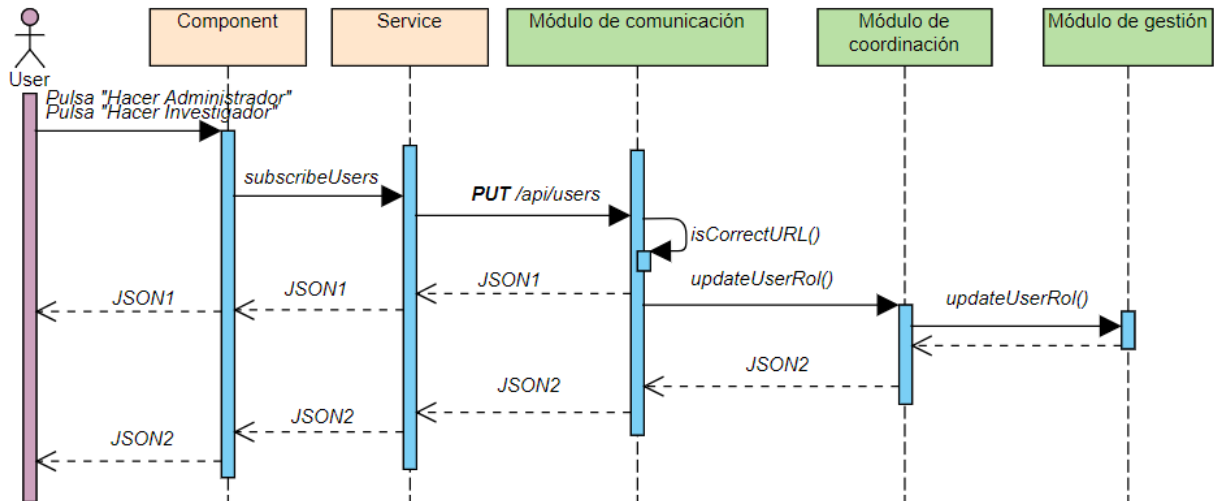 Component
Service
Módulo de comunicación
Módulo de
coordinación
Módulo de gestión
User
Pulsa "Hacer Administrador"
Pulsa "Hacer Investigador"
subscribeUsers
PUT /api/users
isCorrectURL()
JSON1
JSON1
JSON1
updateUserRol()
updateUserRol()
JSON2
JSON2
JSON2
JSON2